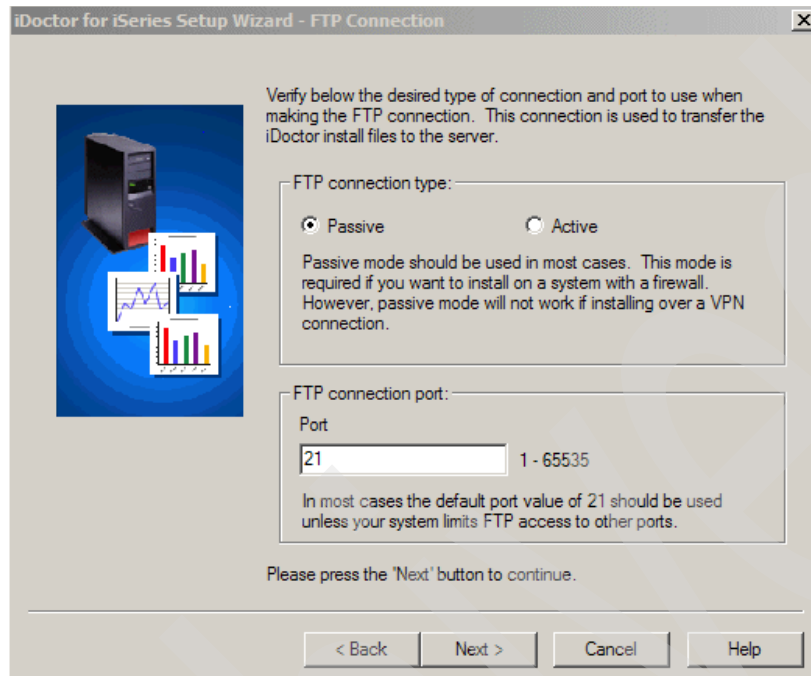 iDoctor for iSeries Setup Wizard - FTP Connection
Verify below the desired type of connection and port to use when
making the FTP connection. This connection is used to transfer the
iDoctor install files to the server.
FTP connection type:
Passive
Active
Passive mode should be used in most cases. This mode is
required if you want to install on a system with a firewall.
However, passive mode will not work if installing over a VPN
connection.
FTP connection port:
Port
21
1 - 65535
In most cases the default port value of 21 should be used
unless your system limits FTP access to other ports.
Please press the 'Next' button to continue.
< Back
Next >
Cancel
Help